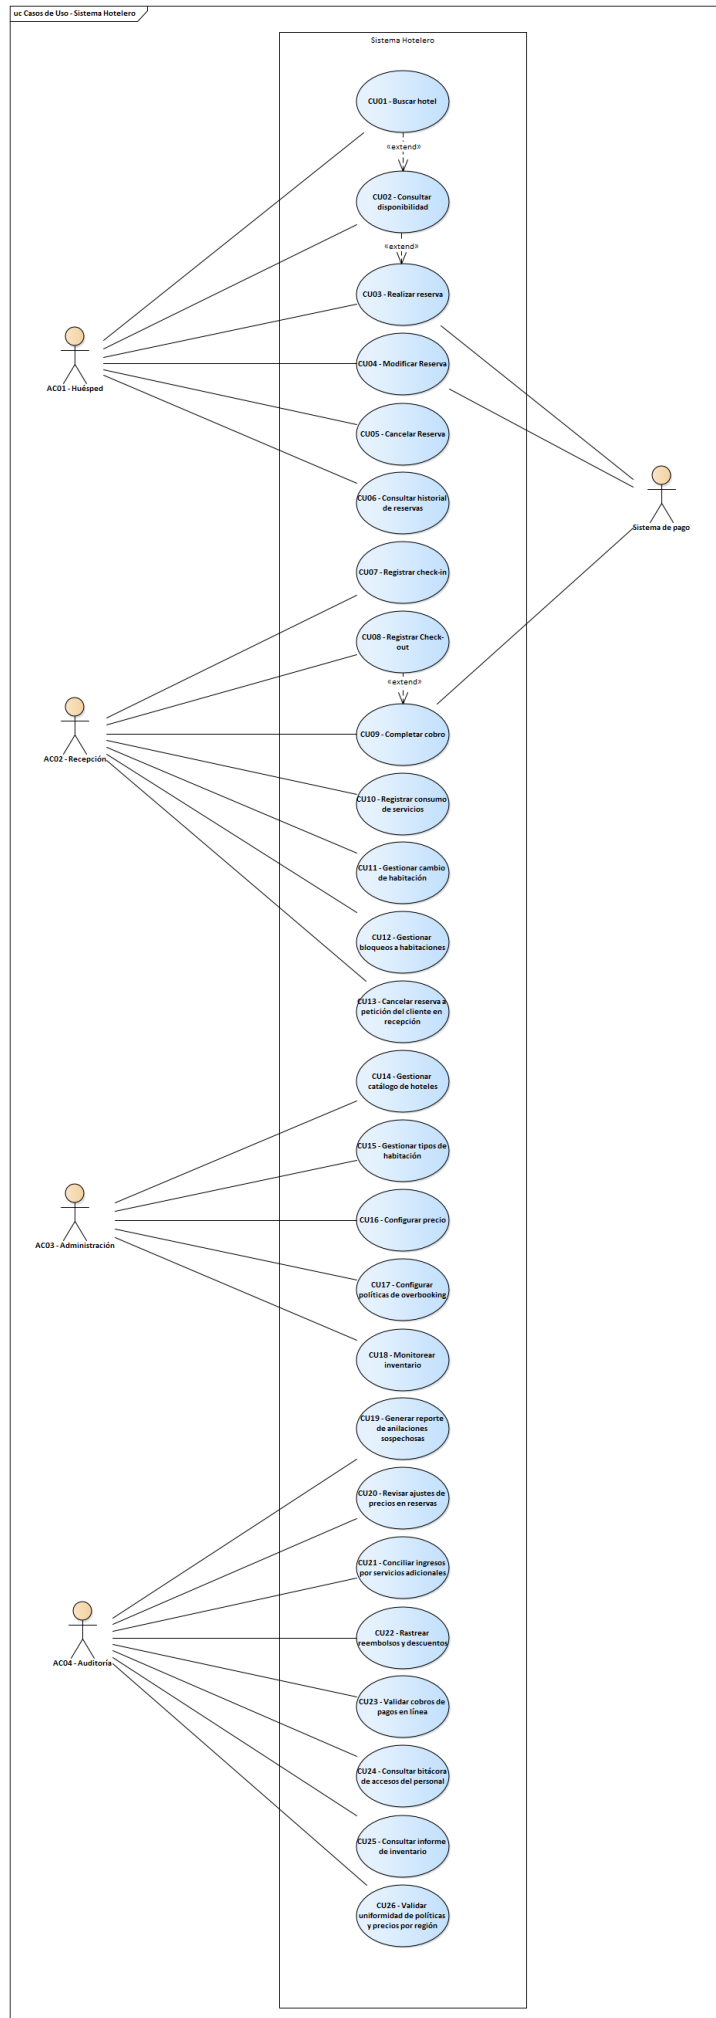 uc Casos de Uso - Sistema Hotelero
Sistema Hotelero
CU01 - Buscar hotel
«extend»
CU02 - Consultar
disponibilidad
«extend»
CU03 - Realizar reserva
CU04 - Modificar Reserva
AC01 - Huésped
CU05 - Cancelar Reserva
CU06 - Consultar historial
de reservas
Sistema de pago
CU07 - Registrar check-in
CU08 - Registrar Check-
out
«extend»
CU09 - Completar cobro
AC02 - Recepción
CU10 - Registrar consumo
de servicios
CU11 - Gestionar cambio
de habitación
CU12 - Gestionar
bloqueos a habitaciones
CU13 - Cancelar reserva a
petición del cliente en
recepción
CU14 - Gestionar
catálogo de hoteles
CU15 - Gestionar tipos de
habitación
CU16 - Configurar precio
AC03 - Administración
CU17 - Configurar
políticas de overbooking
CU18 - Monitorear
inventario
CU19 - Generar reporte
de anilaciones
sospechosas
CU20 - Revisar ajustes de
precios en reservas
CU21 - Conciliar ingresos
por servicios adicionales
CU22 - Rastrear
reembolsos y descuentos
AC04 - Auditoría
CU23 - Validar cobros de
pagos en línea
CU24 - Consultar bitácora
de accesos del personal
CU25 - Consultar informe
de inventario
CU26 - Validar
uniformidad de políticas
y precios por región